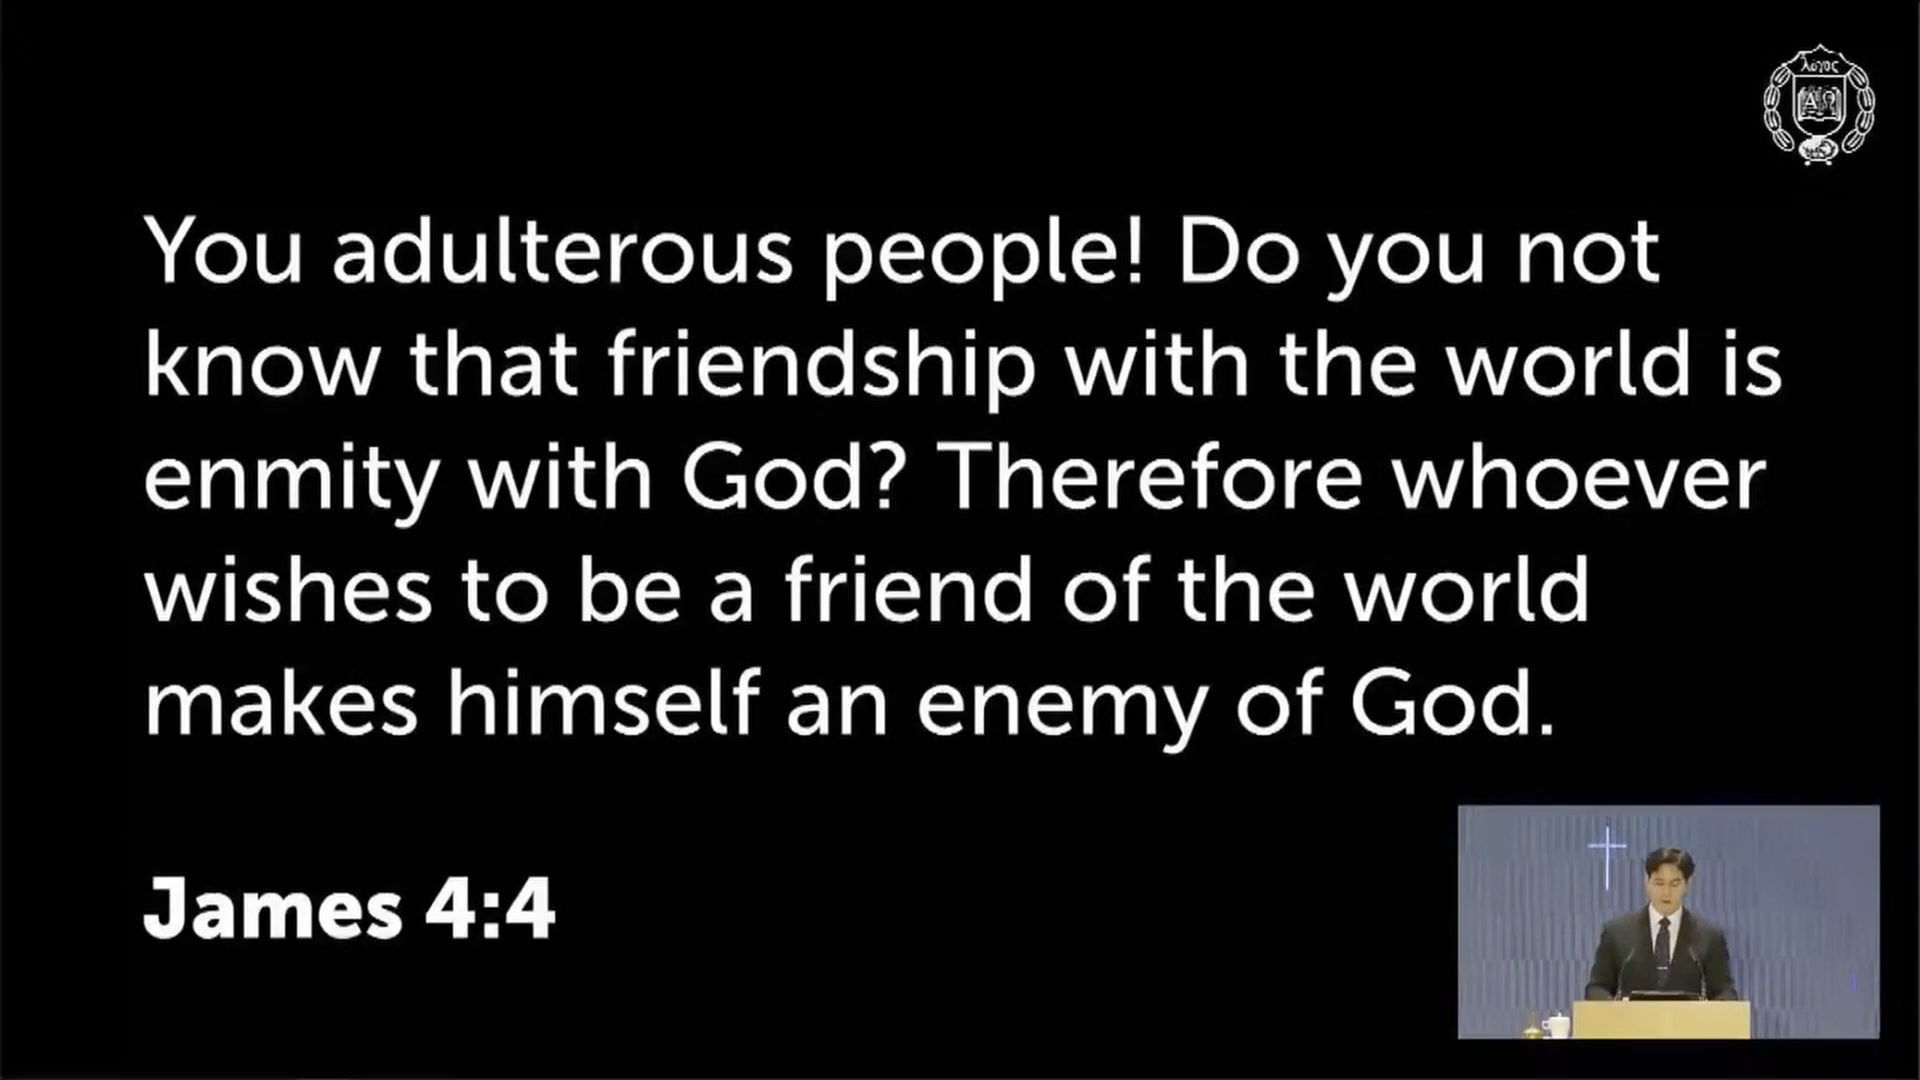 λόγος
Α Ω
You adulterous people! Do you not
know that friendship with the world is
enmity with God? Therefore whoever
wishes to be a friend of the world
makes himself an enemy of God.
James 4:4